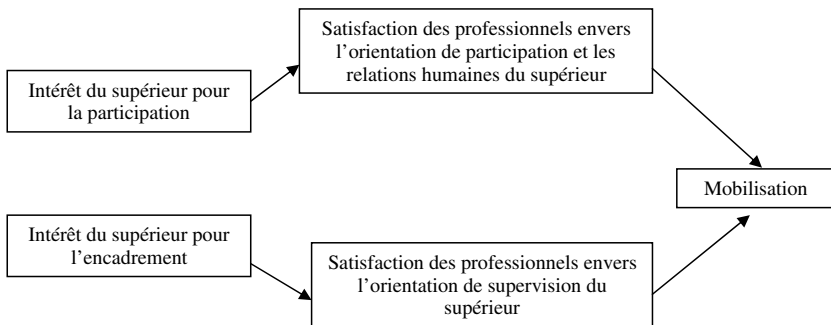 Satisfaction des professionnels envers
l'orientation de participation et les
relations humaines du supérieur
Intérêt du supérieur pour
la participation
Mobilisation
Intérêt du supérieur pour
l'encadrement
Satisfaction des professionnels envers
l'orientation de supervision du
supérieur